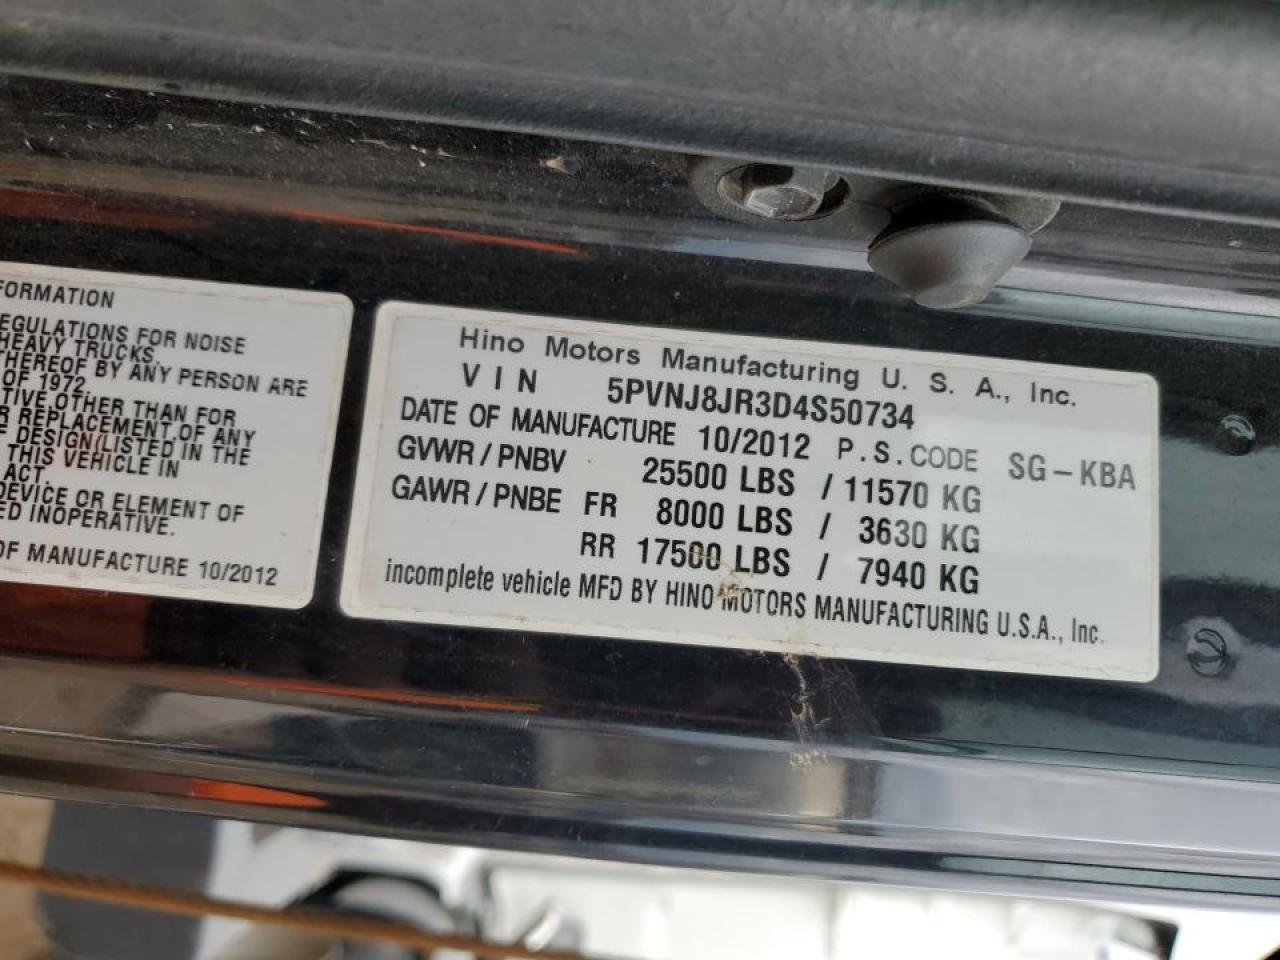 FORMATION
EGULATIONS FOR NOISE
HEAVY TRUCKS.
THEREOF BY ANY PERSON ARE
OF 1972
TIVE OTHER THAN FOR
R REPLACEMENT OF ANY
F DESIGN(LISTED IN THE
THIS VEHICLE IN
ACT.
DEVICE OR ELEMENT OF
ED INOPERATIVE.
OF MANUFACTURE 10/2012
Hino Motors Manufacturing U. S. A., Inc.
V I N 5PVNJ8JR3D4S50734
DATE OF MANUFACTURE 10/2012 P.S.CODE SG-KBA
GVWR / PNBV 25500 LBS / 11570 KG
GAWR / PNBE FR 8000 LBS / 3630 KG
RR 17500 LBS / 7940 KG
incomplete vehicle MFD BY HINO MOTORS MANUFACTURING U.S.A., Inc.